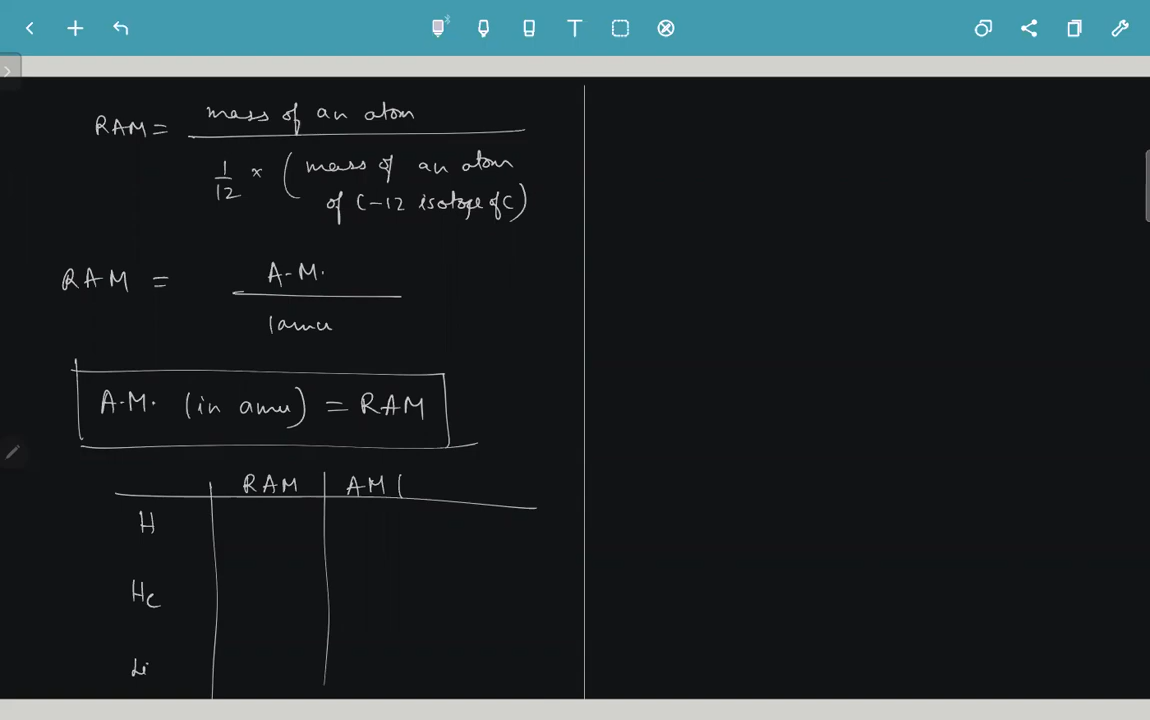 RAM = mass of an atom
1/12 × (mass of an atom
of C-12 isotope of C)
RAM = A.M.
1amu
A.M. (in amu) = RAM
RAM AM (
H
He
Li